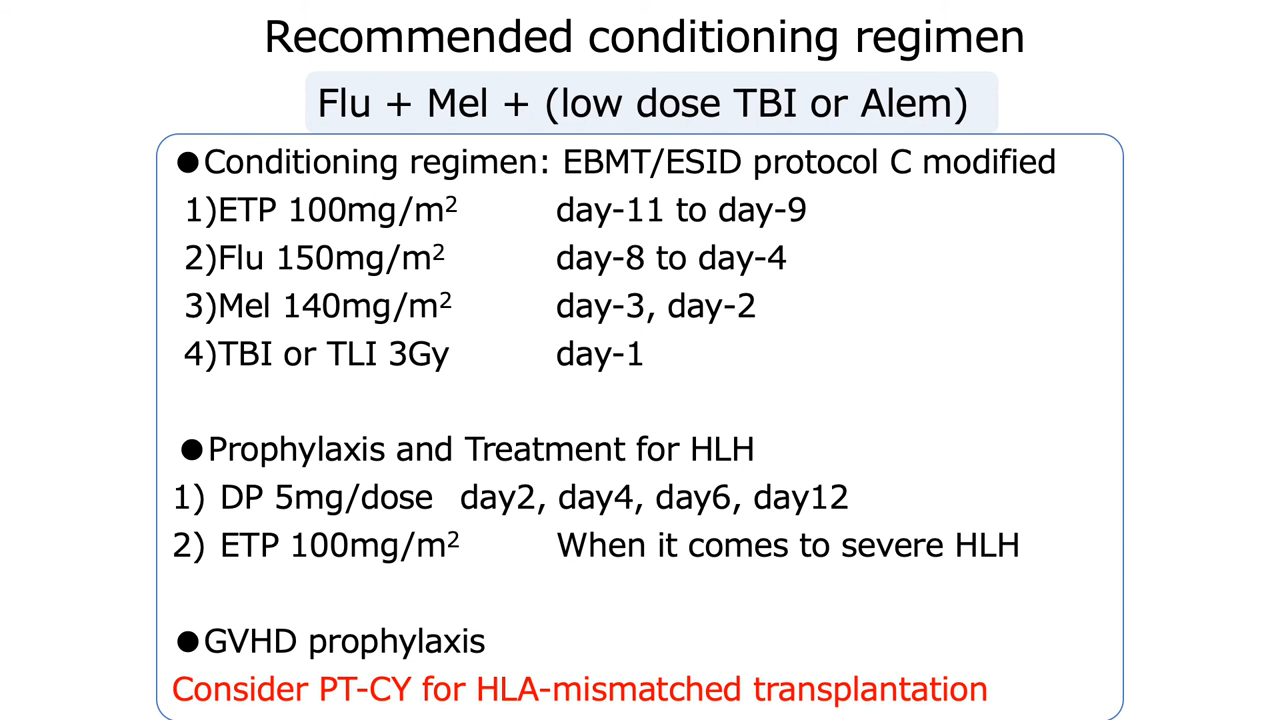 Recommended conditioning regimen
Flu + Mel + (low dose TBI or Alem)
●Conditioning regimen: EBMT/ESID protocol C modified
1)ETP 100mg/m² day-11 to day-9
2)Flu 150mg/m² day-8 to day-4
3)Mel 140mg/m² day-3, day-2
4)TBI or TLI 3Gy day-1
●Prophylaxis and Treatment for HLH
1) DP 5mg/dose day2, day4, day6, day12
2) ETP 100mg/m² When it comes to severe HLH
●GVHD prophylaxis
Consider PT-CY for HLA-mismatched transplantation